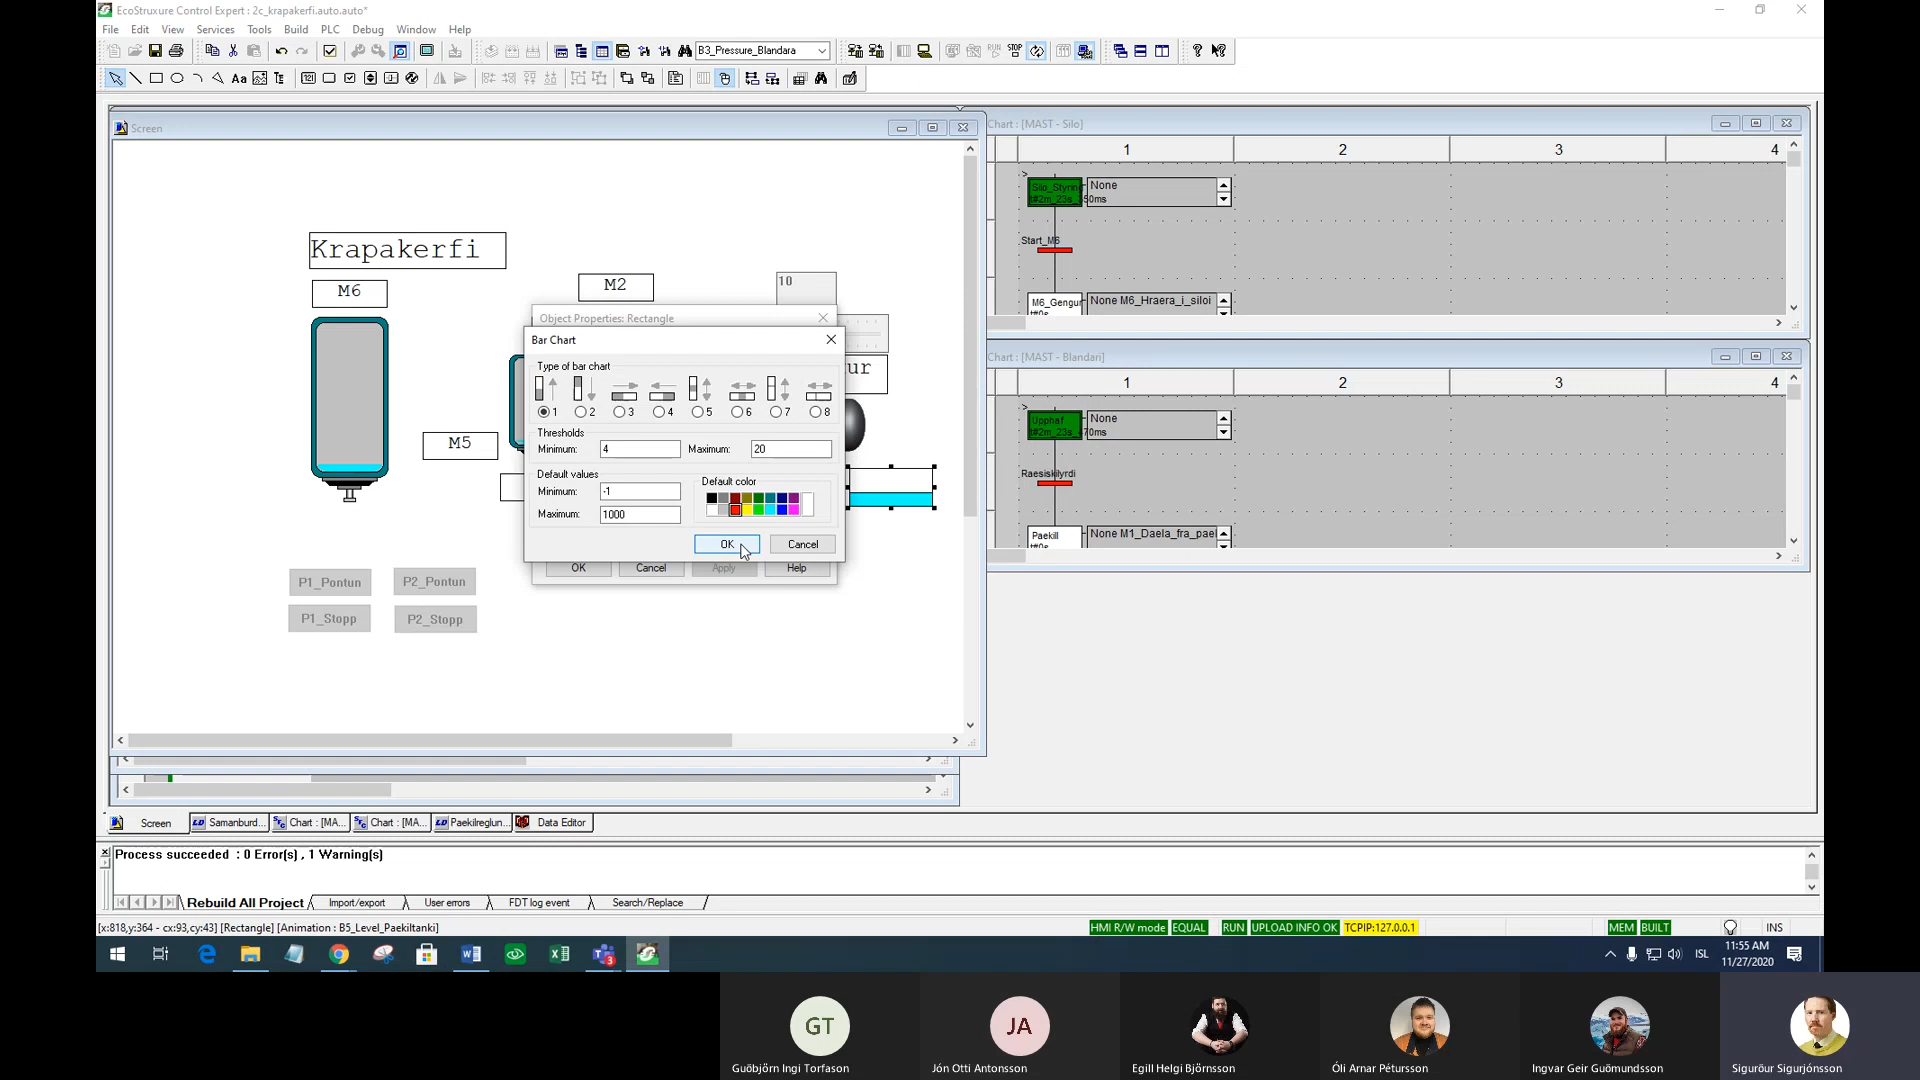 EcoStruxure Control Expert : 2c_krapakerfi.auto.auto*
File Edit View Services Tools Build PLC Debug Window Help
B3_Pressure_Blandara
Screen
Krapakerfi
M6
M2
10
M5
P1_Pontun P2_Pontun
P1_Stopp P2_Stopp
Object Properties: Rectangle
Bar Chart
Type of bar chart
1 2 3 4 5 6 7 8
Thresholds
Minimum: 4 Maximum: 20
Default values
Minimum: -1
Maximum: 1000
Default color
OK Cancel
OK Cancel Apply Help
Chart : [MAST - Silo]
1 2 3 4
Silo_Styring None
Start_M6
M6_Gengur None M6_Hraera_i_siloi
Chart : [MAST - Blandari]
1 2 3 4
Upphaf None
Raesiskilyrdi
Paekill None M1_Daela_fra_pael
Screen Samanburd... Chart : [MA... Chart : [MA... Paekilreglun... Data Editor
Process succeeded : 0 Error(s) , 1 Warning(s)
Rebuild All Project Import/export User errors FDT log event Search/Replace
[x:818,y:364 - cx:93,cy:43] [Rectangle] [Animation : B5_Level_Paekiltanki]
HMI R/W mode EQUAL RUN UPLOAD INFO OK TCPIP:127.0.0.1 MEM BUILT INS
ISL
11:55 AM
11/27/2020
GT JA
Guðbjörn Ingi Torfason Jón Otti Antonsson Egill Helgi Björnsson Óli Arnar Pétursson Ingvar Geir Guðmundsson Sigurður Sigurjónsson